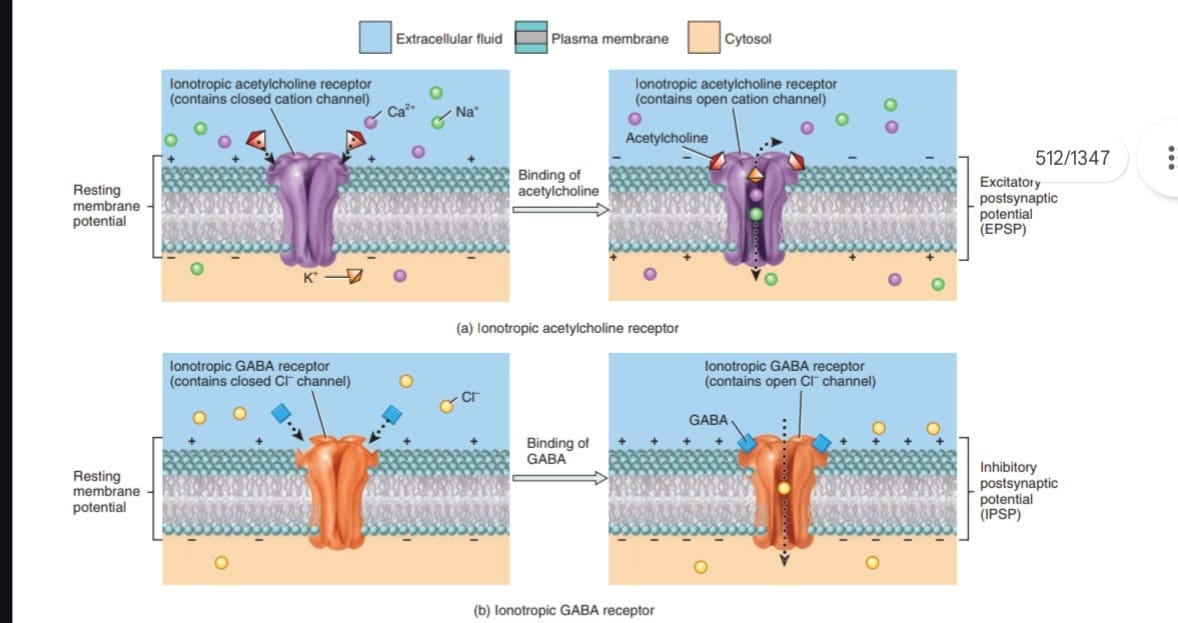 Extracellular fluid
Plasma membrane
Cytosol
Ionotropic acetylcholine receptor
(contains closed cation channel)
Ca²⁺
Na⁺
+ + + +
Resting
membrane
potential
− − − −
K⁺
Binding of
acetylcholine
Ionotropic acetylcholine receptor
(contains open cation channel)
Acetylcholine
− − − −
+ + + +
512/1347
Excitatory
postsynaptic
potential
(EPSP)
(a) Ionotropic acetylcholine receptor
Ionotropic GABA receptor
(contains closed Cl⁻ channel)
Cl⁻
+ + + +
Resting
membrane
potential
− − − −
Binding of
GABA
Ionotropic GABA receptor
(contains open Cl⁻ channel)
GABA
+ + + + + + + +
− − − − − − − −
Inhibitory
postsynaptic
potential
(IPSP)
(b) Ionotropic GABA receptor